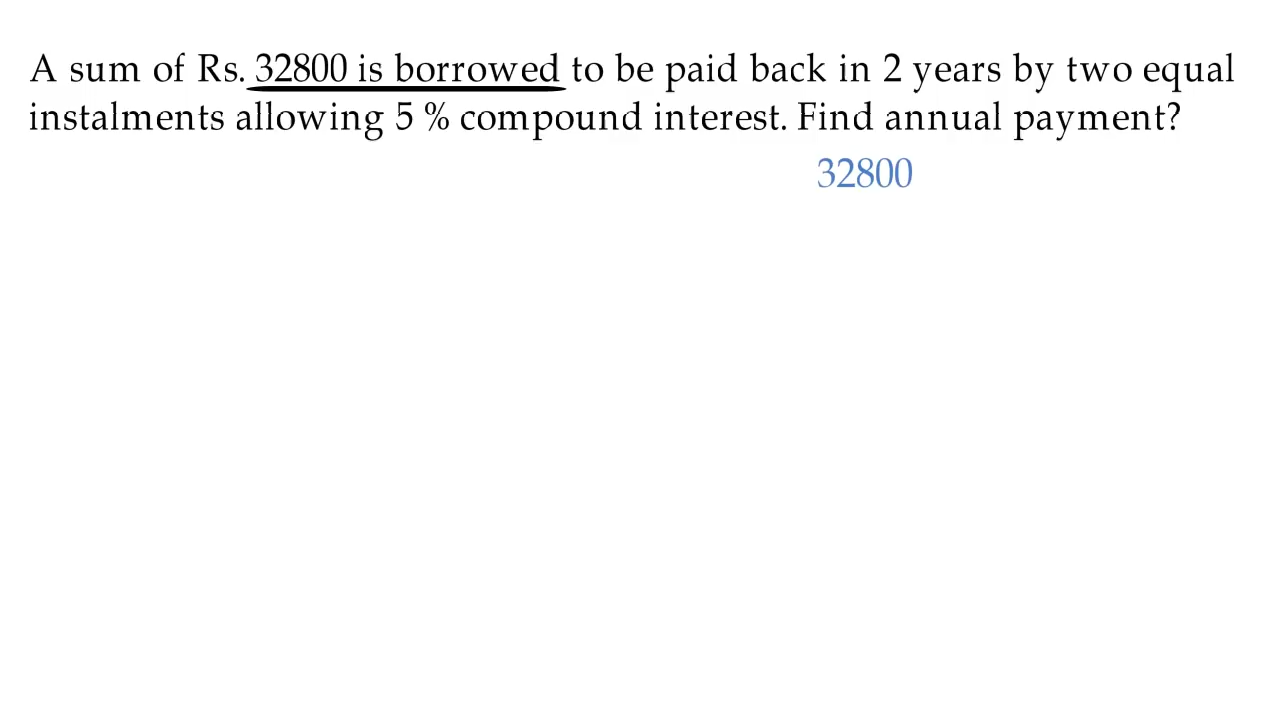 A sum of Rs. 32800 is borrowed to be paid back in 2 years by two equal
instalments allowing 5 % compound interest. Find annual payment?
32800